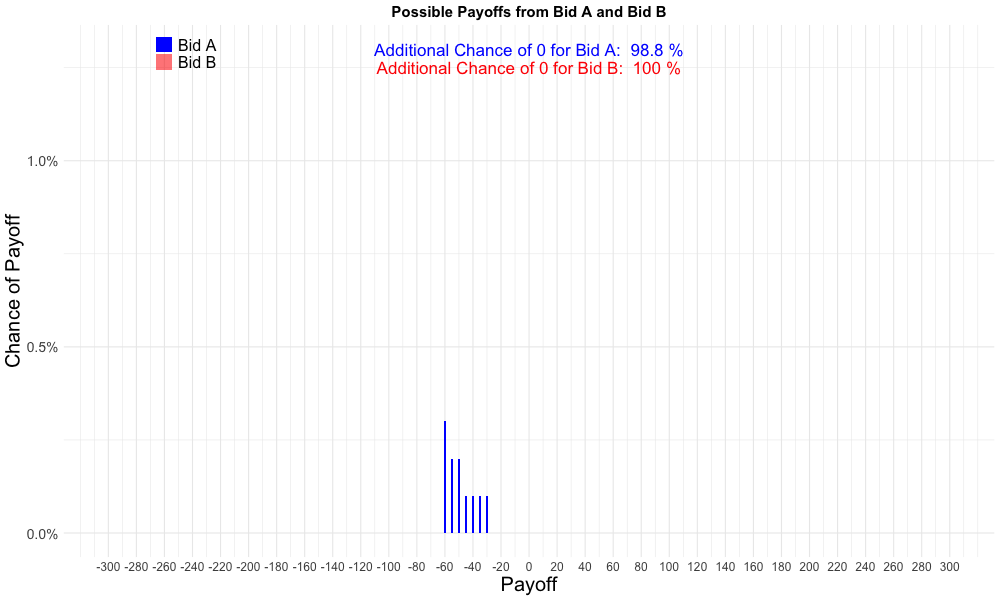 Possible Payoffs from Bid A and Bid B
Bid A
Bid B
Additional Chance of 0 for Bid A:  98.8 %
Additional Chance of 0 for Bid B:  100 %
Chance of Payoff
1.0%
0.5%
0.0%
-300 -280 -260 -240 -220 -200 -180 -160 -140 -120 -100 -80 -60 -40 -20 0 20 40 60 80 100 120 140 160 180 200 220 240 260 280 300
Payoff